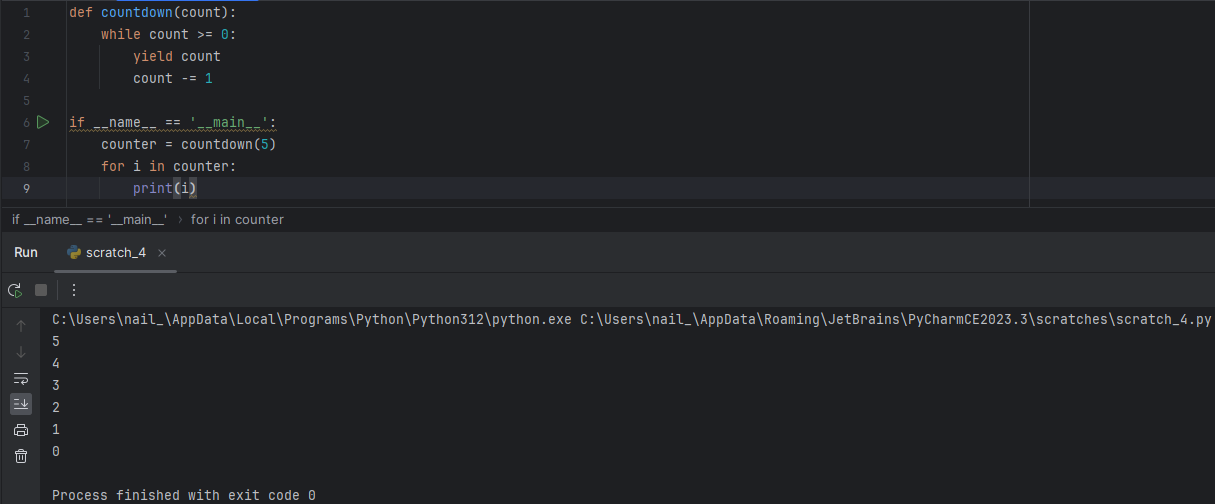 1 def countdown(count):
2     while count >= 0:
3         yield count
4         count -= 1
5
6 if __name__ == '__main__':
7     counter = countdown(5)
8     for i in counter:
9         print(i)
if __name__ == '__main__' › for i in counter
Run scratch_4 ×
C:\Users\nail_\AppData\Local\Programs\Python\Python312\python.exe C:\Users\nail_\AppData\Roaming\JetBrains\PyCharmCE2023.3\scratches\scratch_4.py
5
4
3
2
1
0
Process finished with exit code 0